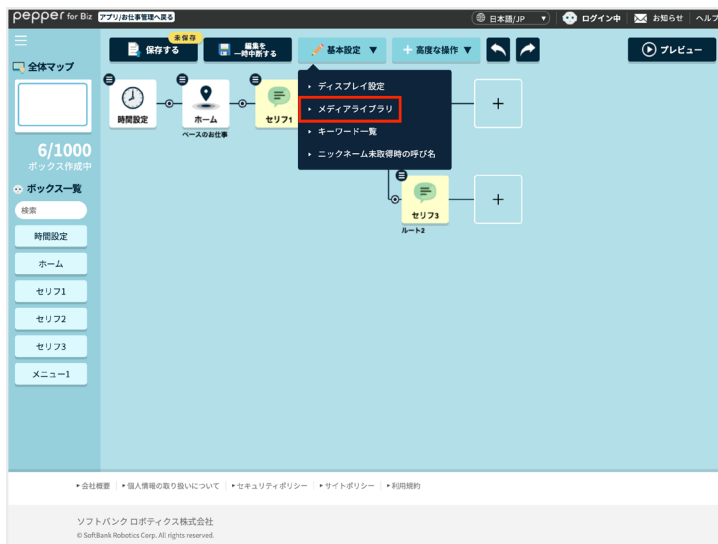 pepper for Biz
アプリ/お仕事管理へ戻る
日本語/JP
▼
ログイン中
お知らせ
ヘルプ
未保存
保存する
編集を
一時中断する
基本設定 ▼
高度な操作 ▼
プレビュー
全体マップ
6/1000
ボックス作成中
ボックス一覧
検索
時間設定
ホーム
セリフ1
セリフ2
セリフ3
メニュー1
時間設定
ホーム
ベースのお仕事
セリフ1
ディスプレイ設定
メディアライブラリ
キーワード一覧
ニックネーム未取得時の呼び名
セリフ3
ルート2
会社概要
個人情報の取り扱いについて
セキュリティポリシー
サイトポリシー
利用規約
ソフトバンク ロボティクス株式会社
© SoftBank Robotics Corp. All rights reserved.